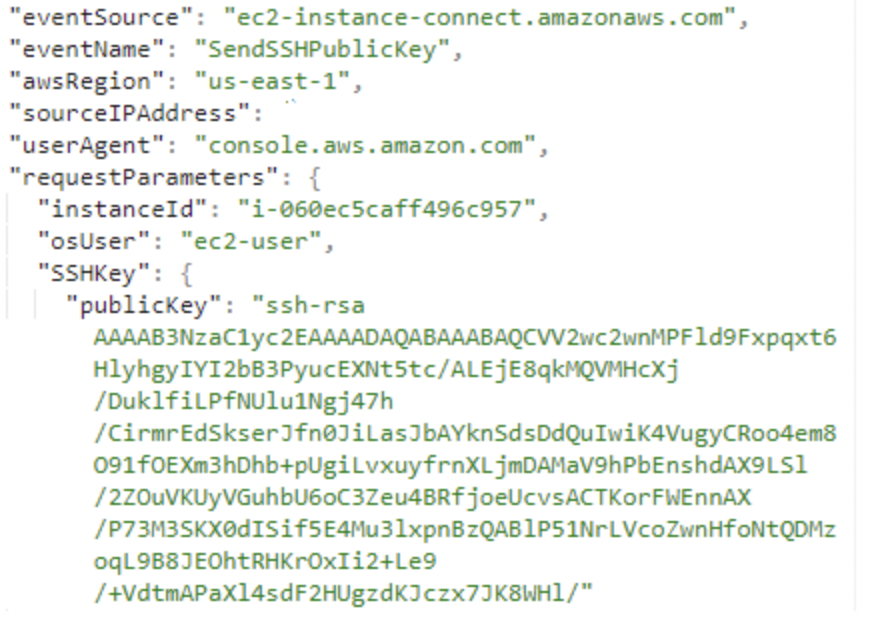 "eventSource": "ec2-instance-connect.amazonaws.com",
"eventName": "SendSSHPublicKey",
"awsRegion": "us-east-1",
"sourceIPAddress":
"userAgent": "console.aws.amazon.com",
"requestParameters": {
"instanceId": "i-060ec5caff496c957",
"osUser": "ec2-user",
"SSHKey": {
"publicKey": "ssh-rsa
AAAAB3NzaC1yc2EAAAADAQABAAABAQCVV2wc2wnMPFld9Fxpqxt6
HlyhgyIYI2bB3PyucEXNt5tc/ALEjE8qkMQVMHcXj
/DuklfiLPfNUlu1Ngj47h
/CirmrEdSkserJfn0JiLasJbAYknSdsDdQuIwiK4VugyCRoo4em8
O91fOEXm3hDhb+pUgiLvxuyfrnXLjmDAMaV9hPbEnshdAX9LSl
/2ZOuVKUyVGuhbU6oC3Zeu4BRfjoeUcvsACTKorFWEnnAX
/P73M3SKX0dISif5E4Mu3lxpnBzQABlP51NrLVcoZwnHfoNtQDMz
oqL9B8JEOhtRHKrOxIi2+Le9
/+VdtmAPaXl4sdF2HUgzdKJczx7JK8WHl/"